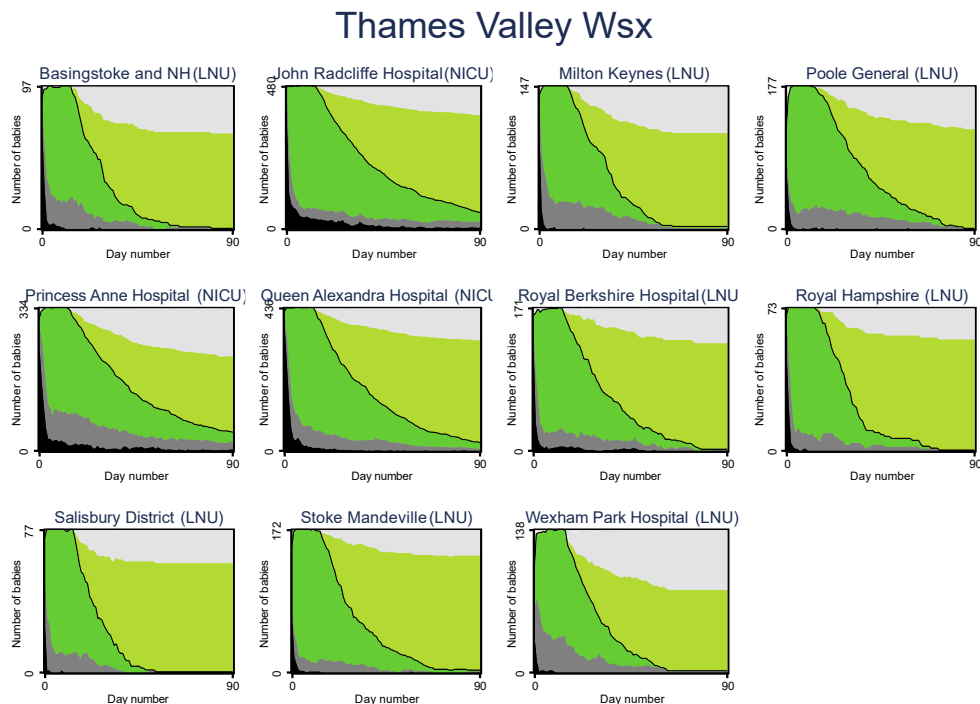 Thames Valley Wsx
Basingstoke and NH (LNU)
97
Number of babies
0
0
90
Day number
John Radcliffe Hospital (NICU)
480
Number of babies
0
0
90
Day number
Milton Keynes (LNU)
147
Number of babies
0
0
90
Day number
Poole General (LNU)
177
Number of babies
0
0
90
Day number
Princess Anne Hospital (NICU)
334
Number of babies
0
0
90
Day number
Queen Alexandra Hospital (NICU
436
Number of babies
0
0
90
Day number
Royal Berkshire Hospital (LNU
171
Number of babies
0
0
90
Day number
Royal Hampshire (LNU)
73
Number of babies
0
0
90
Day number
Salisbury District (LNU)
77
Number of babies
0
0
90
Day number
Stoke Mandeville (LNU)
172
Number of babies
0
0
90
Day number
Wexham Park Hospital (LNU)
138
Number of babies
0
0
90
Day number